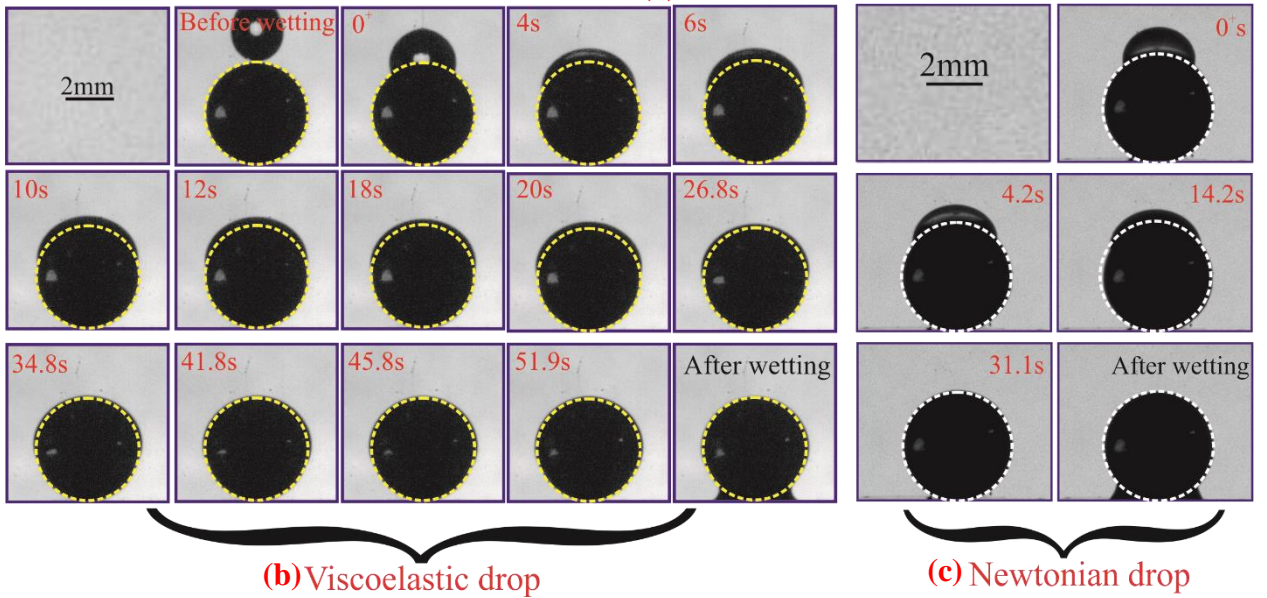 2mm
Before wetting
0⁺
4s
6s
10s
12s
18s
20s
26.8s
34.8s
41.8s
45.8s
51.9s
After wetting
(b) Viscoelastic drop
2mm
0⁺s
4.2s
14.2s
31.1s
After wetting
(c) Newtonian drop